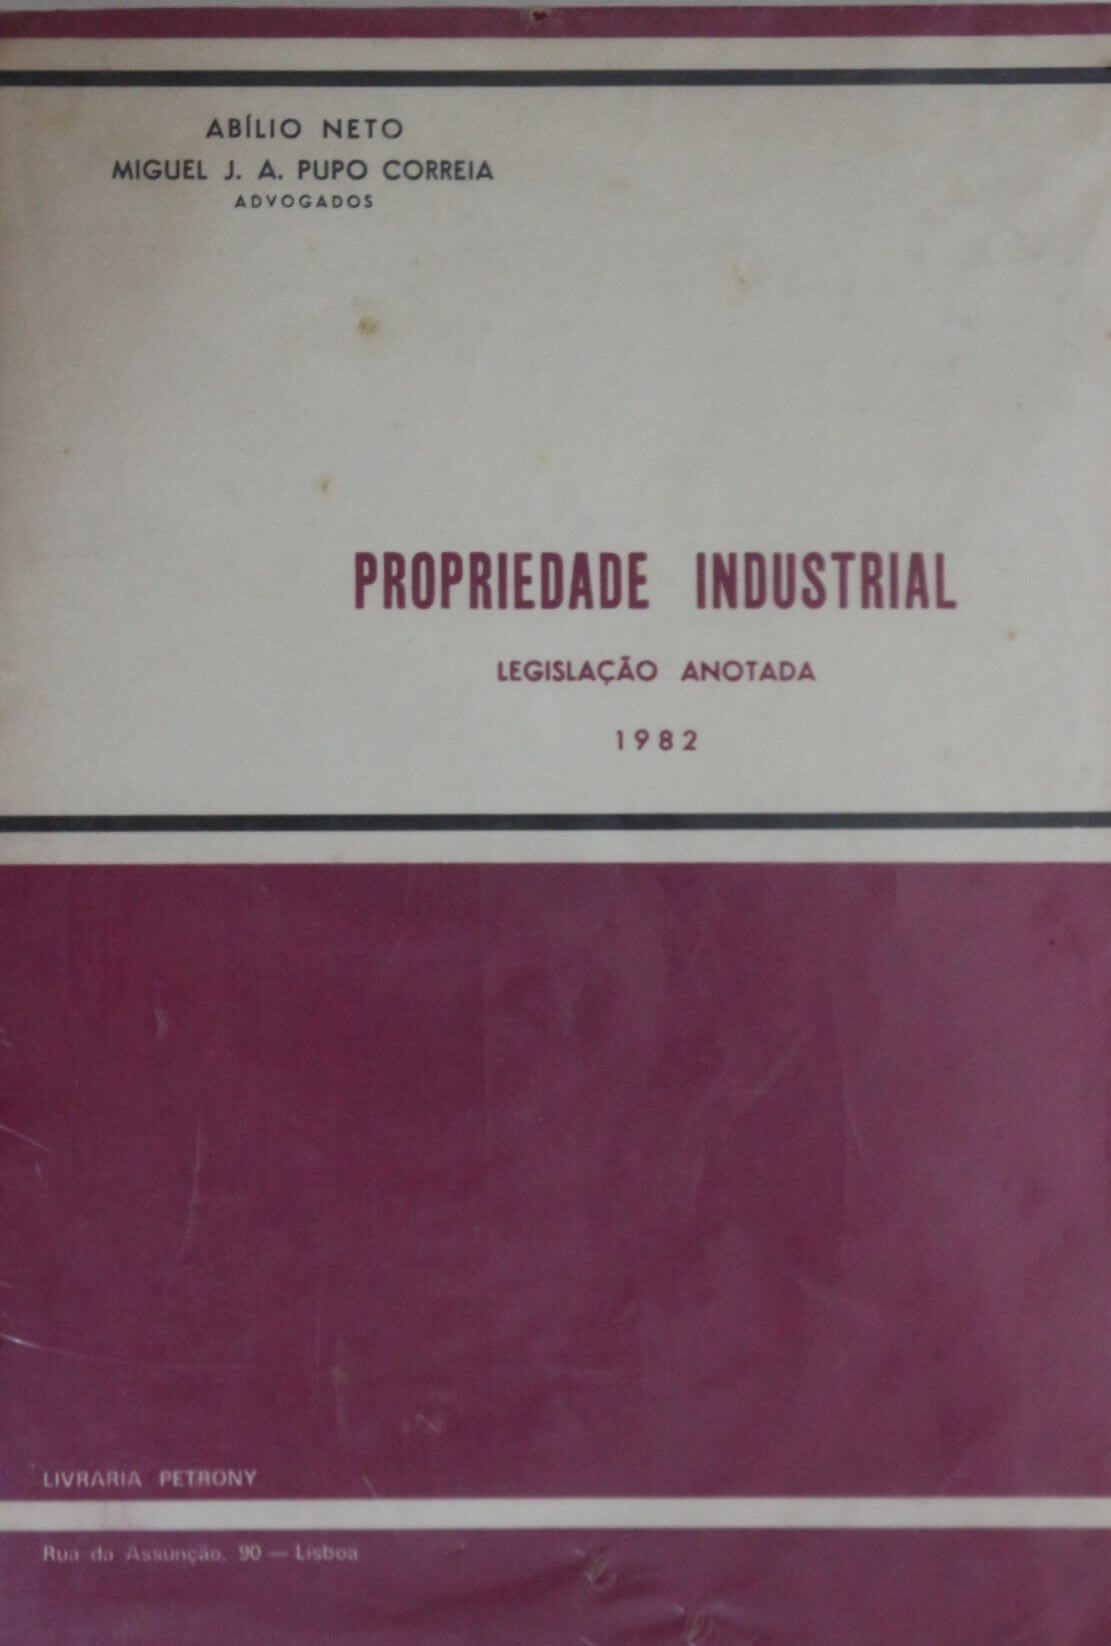 ABÍLIO NETO
MIGUEL J. A. PUPO CORREIA
ADVOGADOS
PROPRIEDADE INDUSTRIAL
LEGISLAÇÃO ANOTADA
1982
LIVRARIA PETRONY
Rua da Assunção, 90 — Lisboa